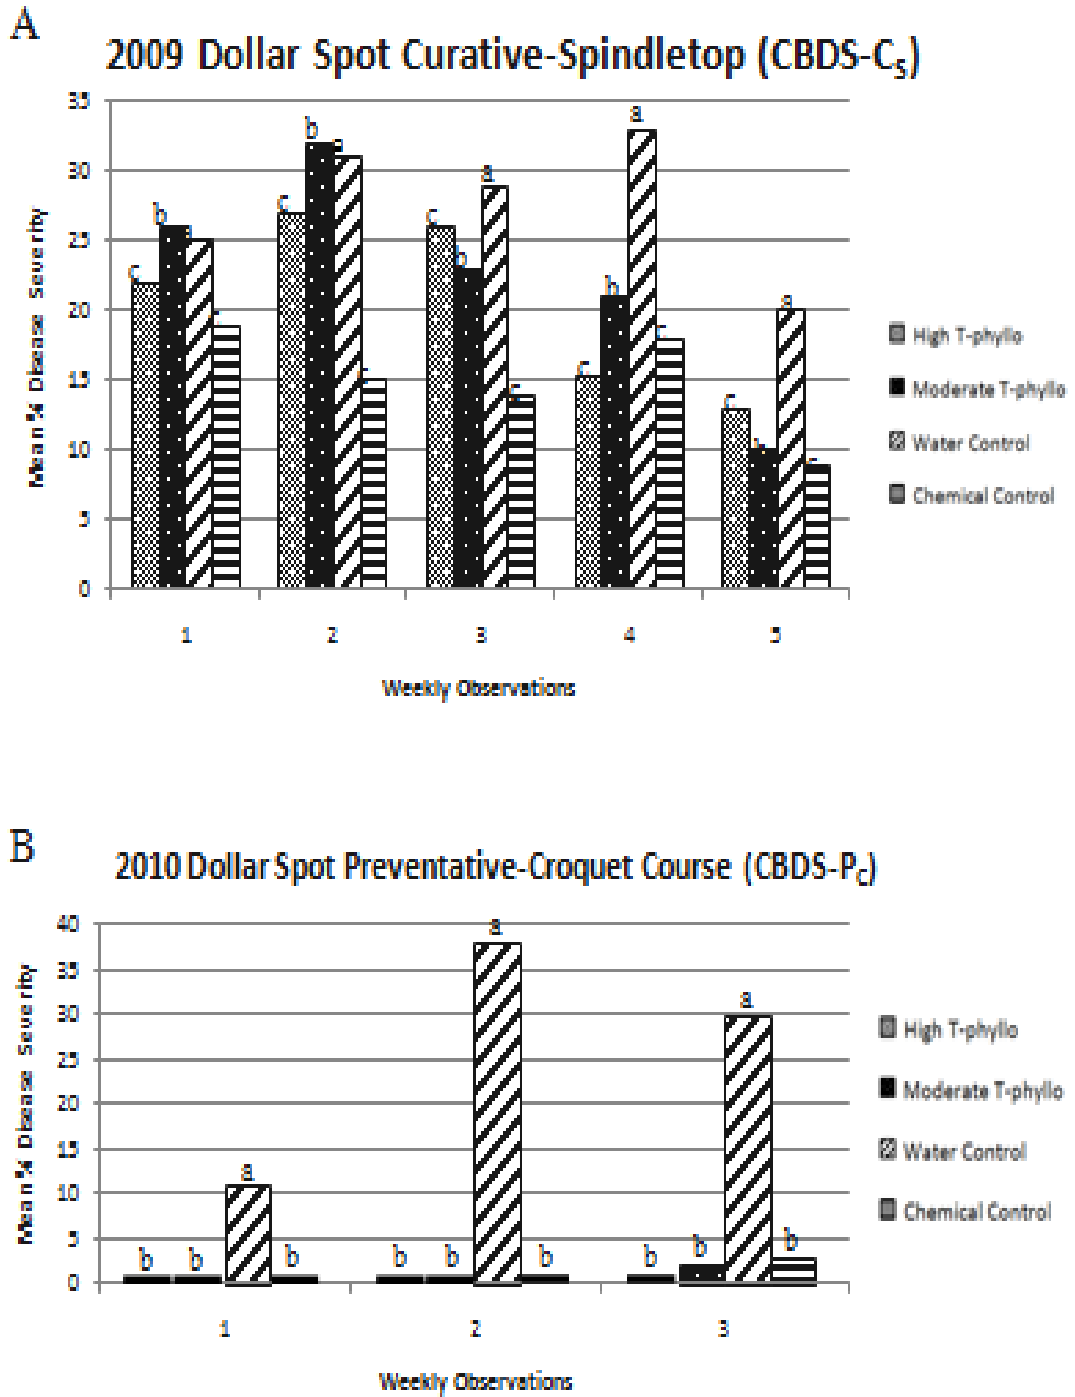 A
2009 Dollar Spot Curative-Spindletop (CBDS-Cs)
35
30
25
20
15
10
5
0
Mean % Disease Severity
c b a c
c b a c
c b a c
c b a c
c b a c
1 2 3 4 5
Weekly Observations
High T-phyllo
Moderate T-phyllo
Water Control
Chemical Control
B
2010 Dollar Spot Preventative-Croquet Course (CBDS-Pc)
40
35
30
25
20
15
10
5
0
Mean % Disease Severity
b b a b
b b a b
b b a b
1 2 3
Weekly Observations
High T-phyllo
Moderate T-phyllo
Water Control
Chemical Control